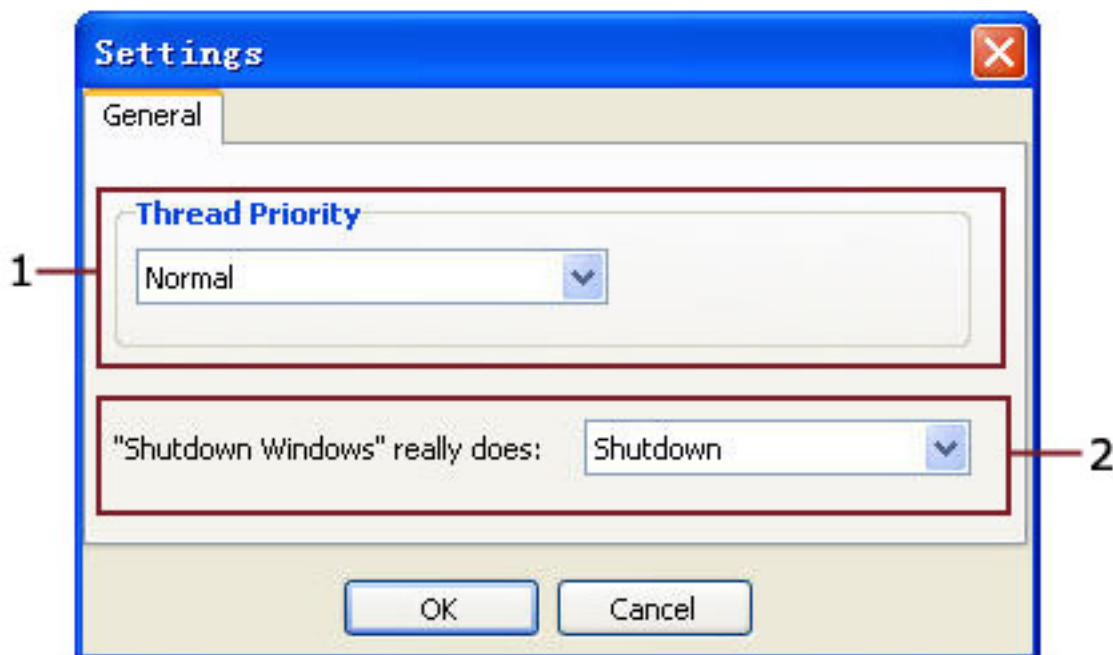 Settings
General
Thread Priority
1
Normal
"Shutdown Windows" really does:
Shutdown
2
OK
Cancel